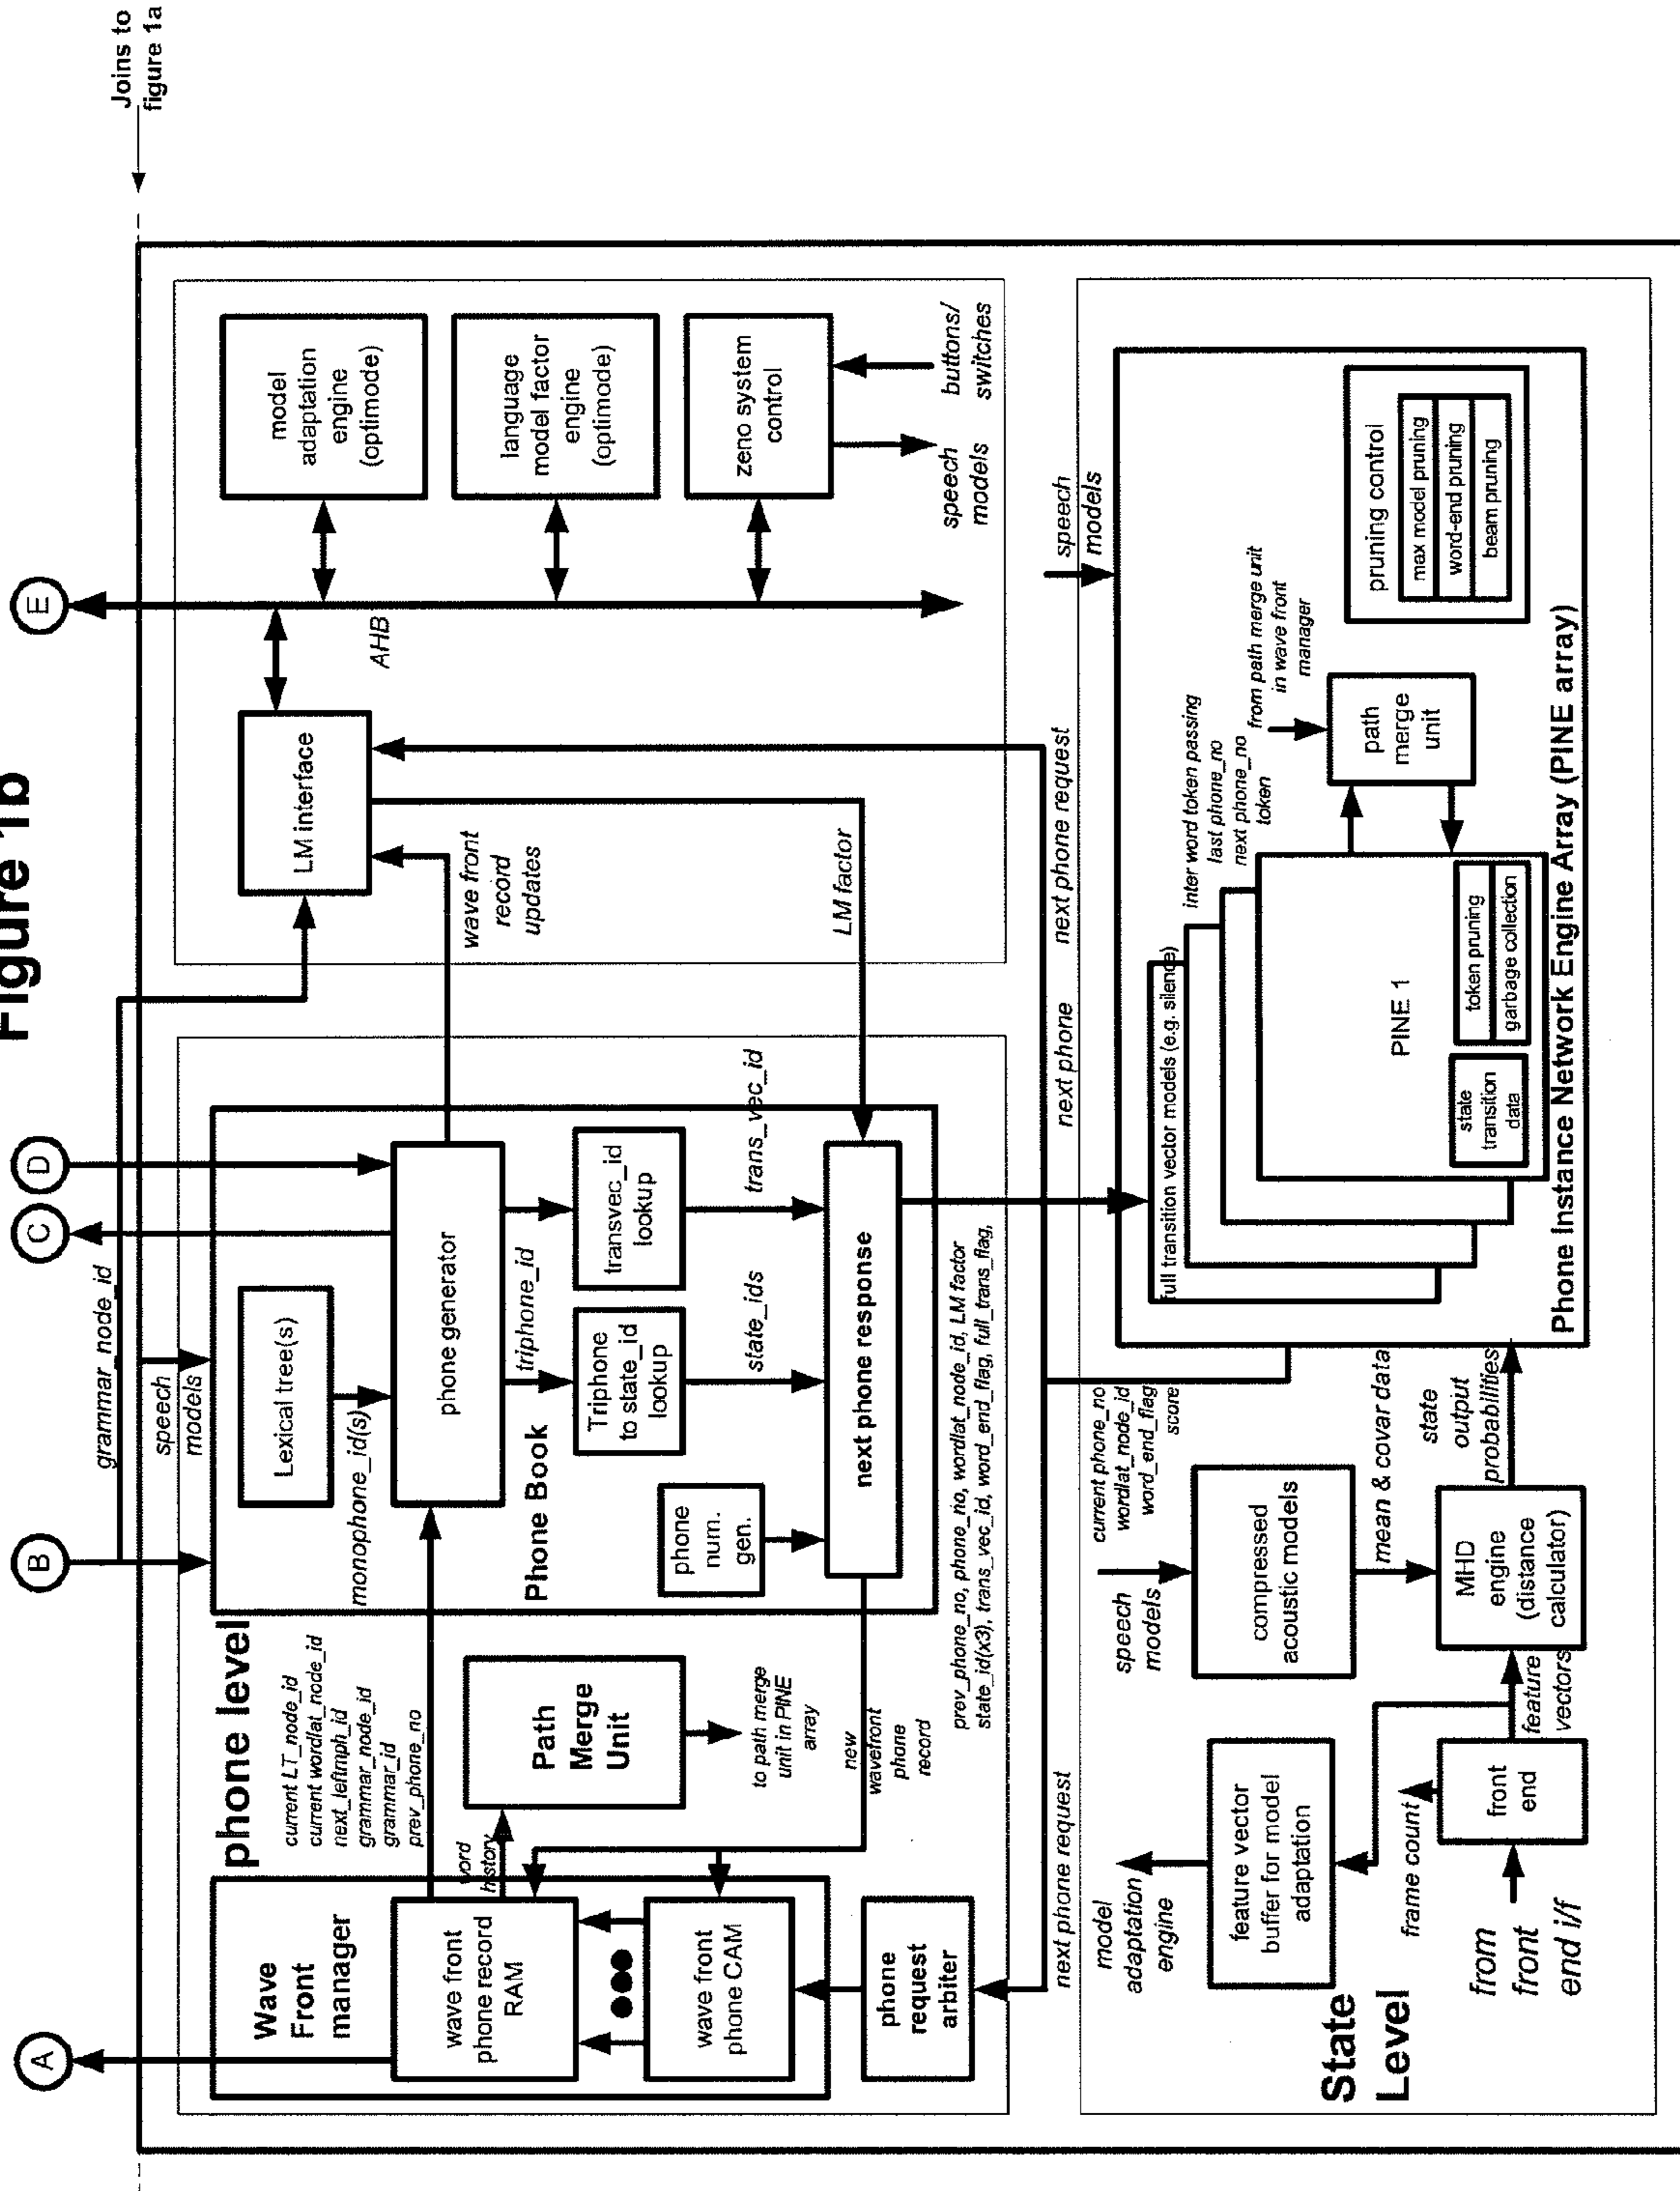 Figure 1b
Joins to
figure 1a
A
B
C
D
E
grammar_node_id
speech
models
phone level
Wave
Front
manager
wave front
phone record
RAM
wave front
phone CAM
phone
request
arbiter
current LT_node_id
current wordlat_node_id
next_leftmph_id
grammar_node_id
grammar_id
prev_phone_no
word
history
Path
Merge
Unit
to path merge
unit in PINE
array
new
wavefront
phone
record
Lexical tree(s)
monophone_id(s)
phone generator
Phone Book
triphone_id
Triphone
to state_id
lookup
transvec_id
lookup
phone
num.
gen.
state_ids
trans_vec_id
next phone response
prev_phone_no, phone_no, wordlat_node_id, LM factor
state_id(x3), trans_vec_id, word_end_flag, full_trans_flag,
LM interface
AHB
wave front
record
updates
LM factor
model
adaptation
engine
(optimode)
language
model factor
engine
(optimode)
zeno system
control
speech
models
buttons/
switches
next phone request
next phone
next phone request
speech
models
State
Level
model
adaptation
engine
feature vector
buffer for model
adaptation
frame count
front
end
from
front
end i/f
feature
vectors
speech
models
compressed
acoustic models
mean & covar data
MHD
engine
(distance
calculator)
state
output
probabilities
current phone_no
wordlat_node_id
word_end_flag
score
full transition vector models (e.g. silence)
PINE 1
state
transition
data
token pruning
garbage collection
inter word token passing
last phone_no
next phone_no
token
from path merge unit
in wave front
manager
path
merge
unit
pruning control
max model pruning
word-end pruning
beam pruning
Phone Instance Network Engine Array (PINE array)